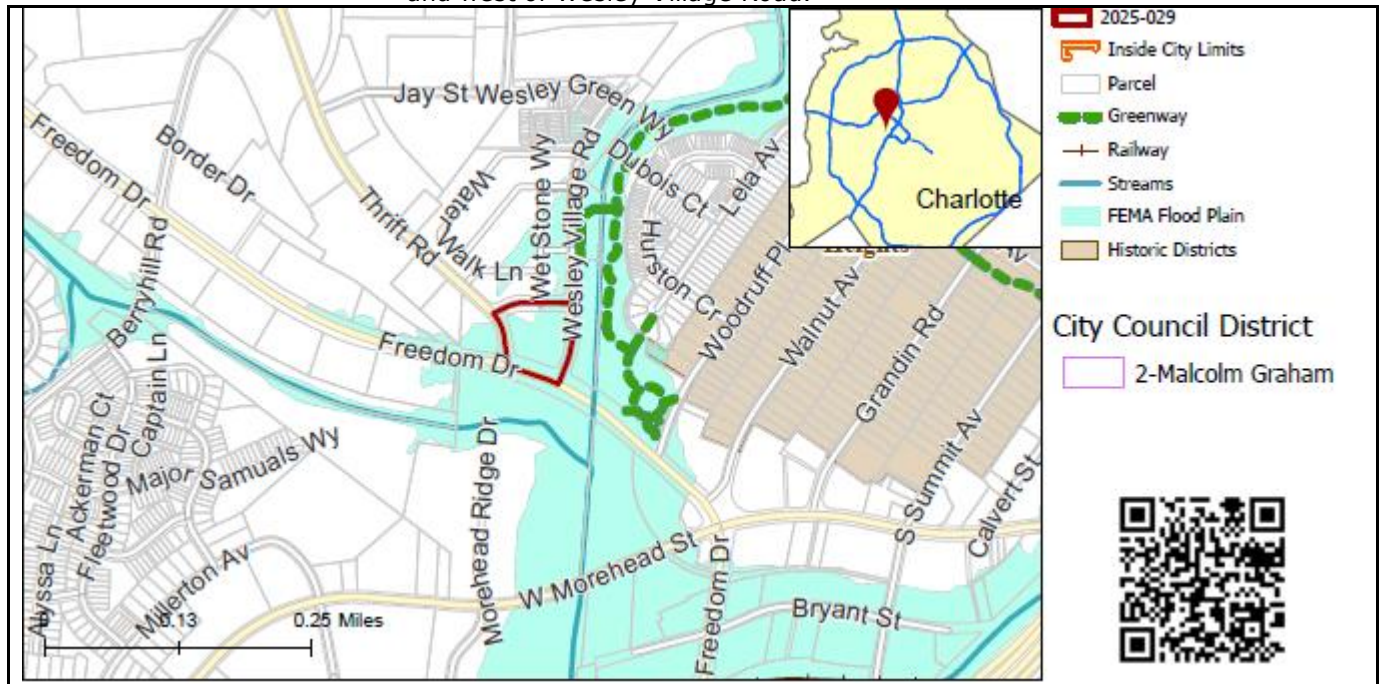 and west of Wesley Village Road.
Jay St
Wesley Green Wy
Freedom Dr
Border Dr
Berryhill Rd
Thrift Rd
Water Walk Ln
Wet Stone Wy
Wesley Village Rd
Dubois Ct
Lela Av
Hurston Cr
Woodruff Pl
Walnut Av
Grandin Rd
S Summit Av
Calvert St
Heights
Charlotte
Freedom Dr
Captain Ln
Ackerman Ct
Fleetwood Dr
Major Samuals Wy
Alyssa Ln
Millerton Av
Morehead Ridge Dr
W Morehead St
Freedom Dr
Bryant St
0.13
0.25 Miles
2025-029
Inside City Limits
Parcel
Greenway
Railway
Streams
FEMA Flood Plain
Historic Districts
City Council District
2-Malcolm Graham